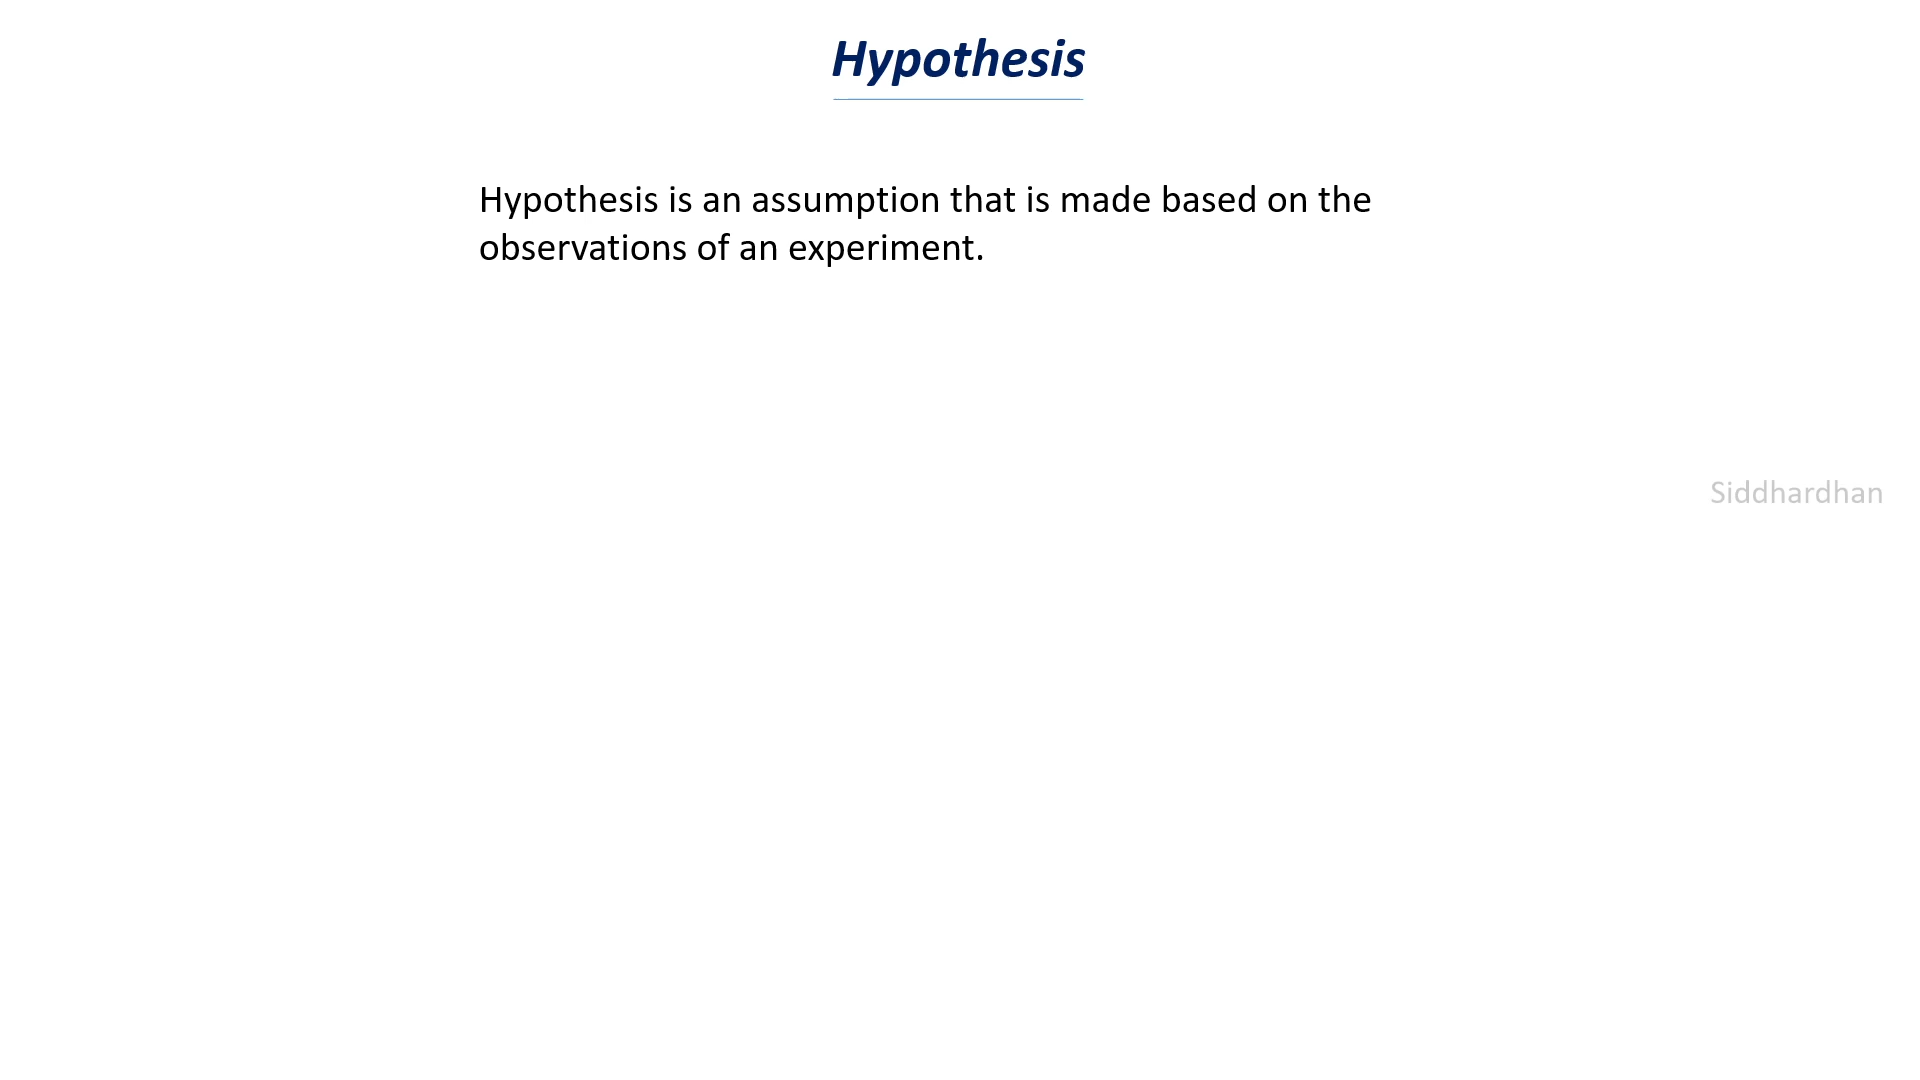 Hypothesis
Hypothesis is an assumption that is made based on the
observations of an experiment.
Siddhardhan